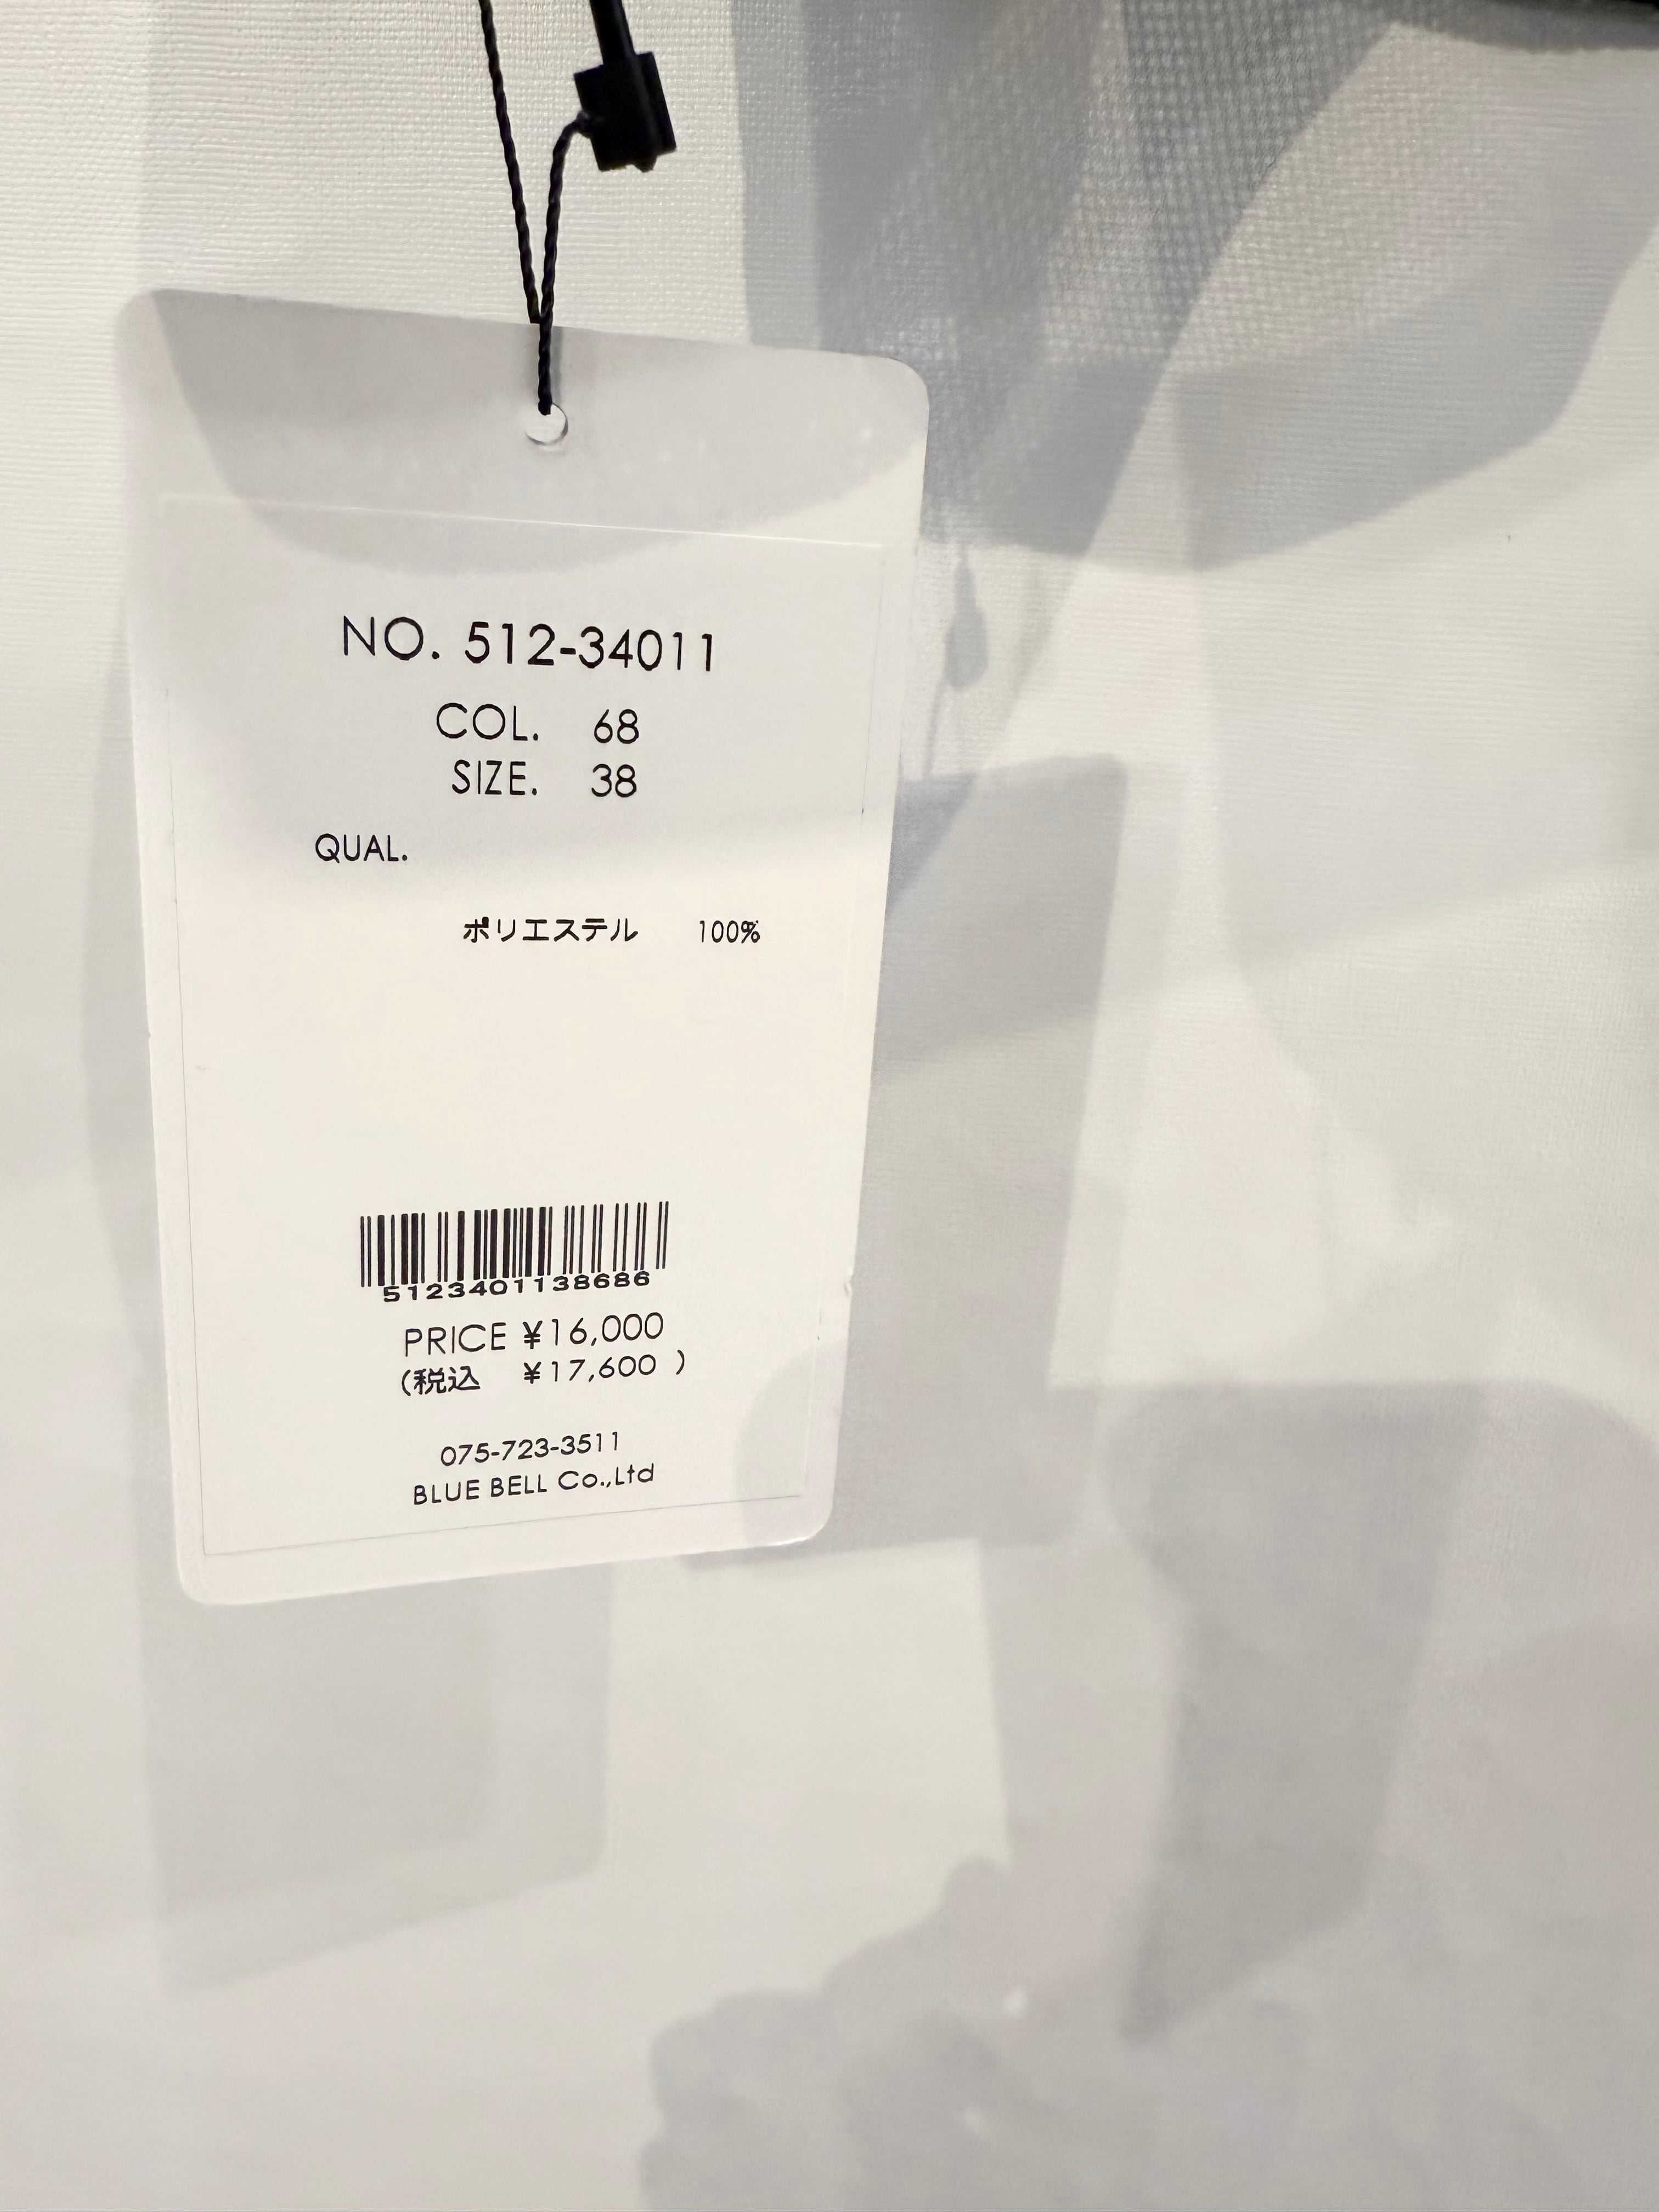 NO. 512-34011
COL. 68
SIZE. 38
QUAL.
ポリエステル 100%
5123401138686
PRICE ¥16,000
(税込 ¥17,600 )
075-723-3511
BLUE BELL Co.,Ltd